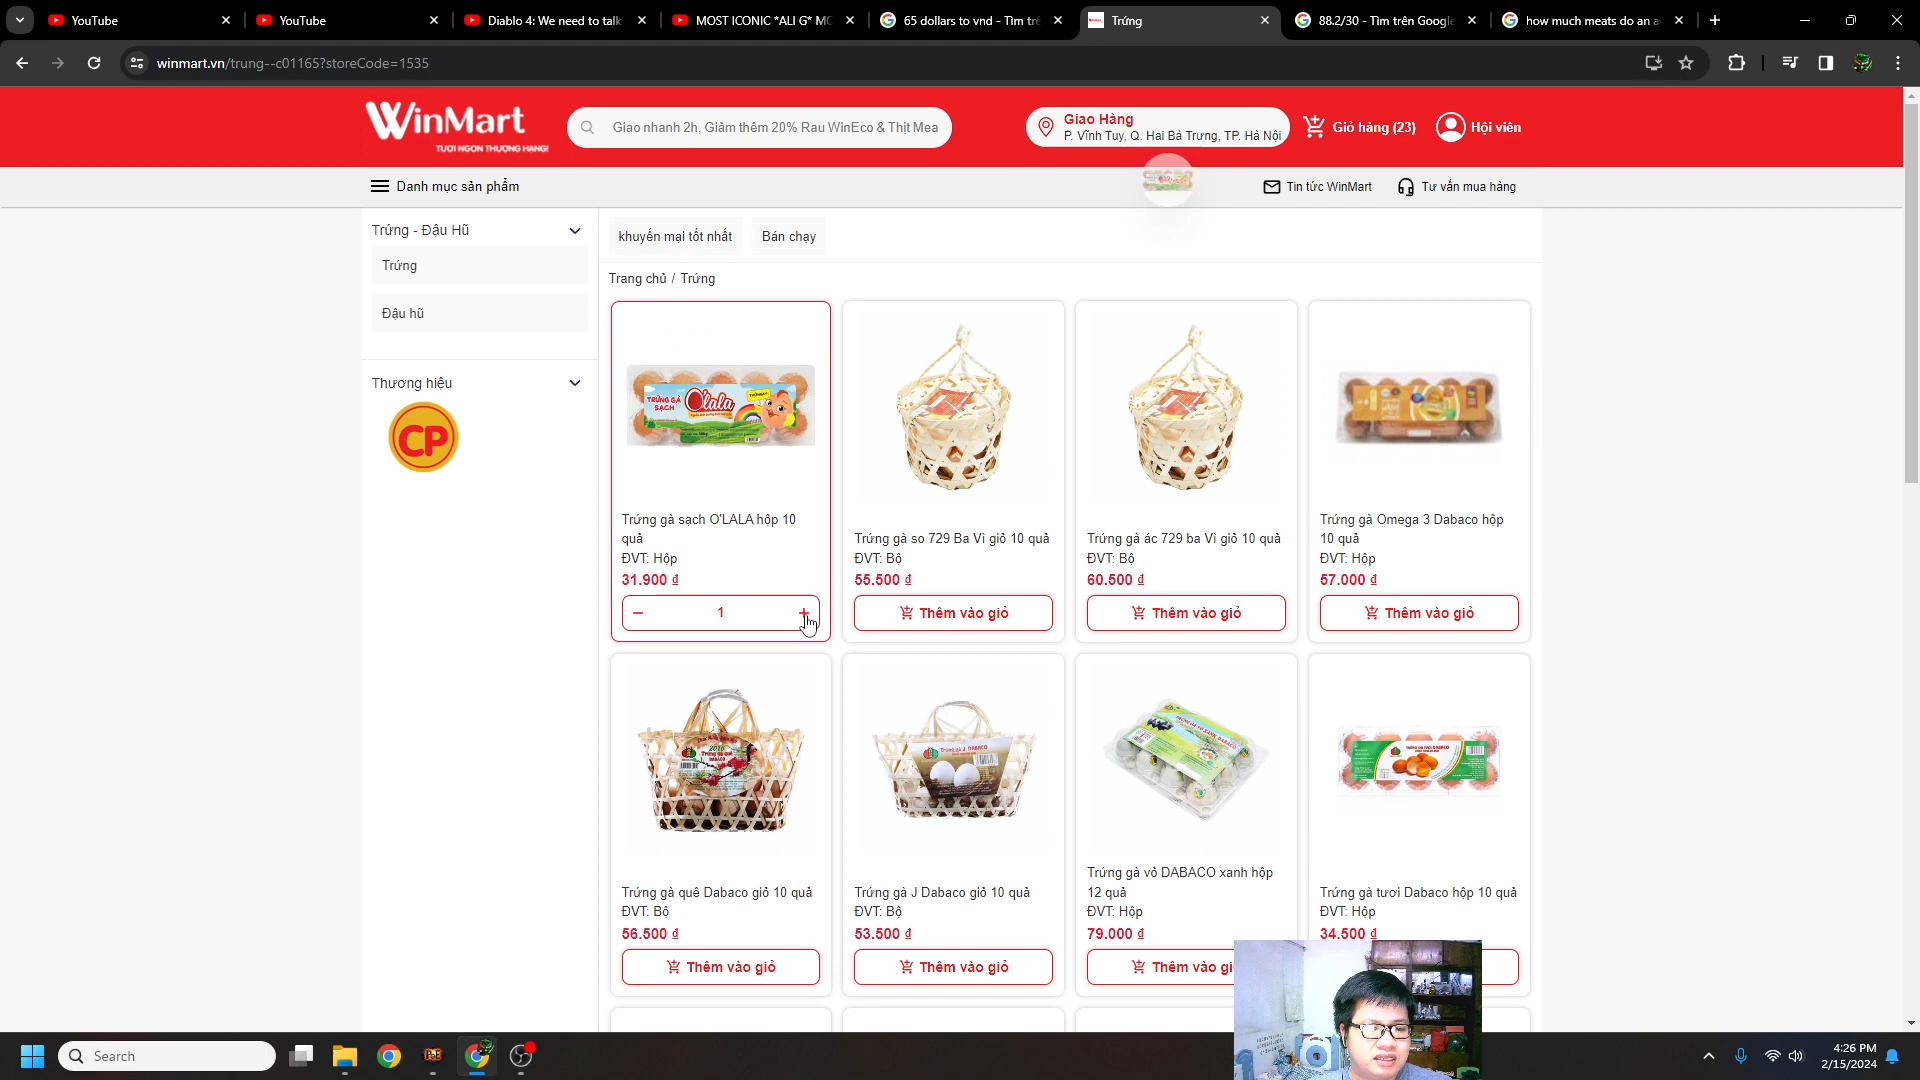 YouTube
YouTube
Diablo 4: We need to talk
MOST ICONIC *ALI G* MO
65 dollars to vnd - Tìm trê
Trứng
88.2/30 - Tìm trên Google
how much meats do an a
winmart.vn/trung--c01165?storeCode=1535
WinMart
TƯƠI NGON THƯỢNG HẠNG!
Giao nhanh 2h, Giảm thêm 20% Rau WinEco & Thịt Mea
Giao Hàng
P. Vĩnh Tuy, Q. Hai Bà Trưng, TP. Hà Nội
Giỏ hàng (23)
Hội viên
Danh mục sản phẩm
Tin tức WinMart
Tư vấn mua hàng
Trứng - Đậu Hũ
Trứng
Đậu hũ
Thương hiệu
CP
khuyến mại tốt nhất
Bán chạy
Trang chủ / Trứng
TRỨNG GÀ
SẠCH
O'lala
Trứng gà sạch O'LALA hộp 10
quả
ĐVT: Hộp
31.900 đ
1
Trứng gà so 729 Ba Vì giỏ 10 quả
ĐVT: Bộ
55.500 đ
Thêm vào giỏ
Trứng gà ác 729 ba Vì giỏ 10 quả
ĐVT: Bộ
60.500 đ
Thêm vào giỏ
Trứng gà Omega 3 Dabaco hộp
10 quả
ĐVT: Hộp
57.000 đ
Thêm vào giỏ
Trứng gà quê Dabaco giỏ 10 quả
ĐVT: Bộ
56.500 đ
Thêm vào giỏ
Trứng gà J Dabaco giỏ 10 quả
ĐVT: Bộ
53.500 đ
Thêm vào giỏ
Trứng gà vỏ DABACO xanh hộp
12 quả
ĐVT: Hộp
79.000 đ
Thêm vào gi
Trứng gà tươi Dabaco hộp 10 quả
ĐVT: Hộp
34.500 đ
Search
4:26 PM
2/15/2024